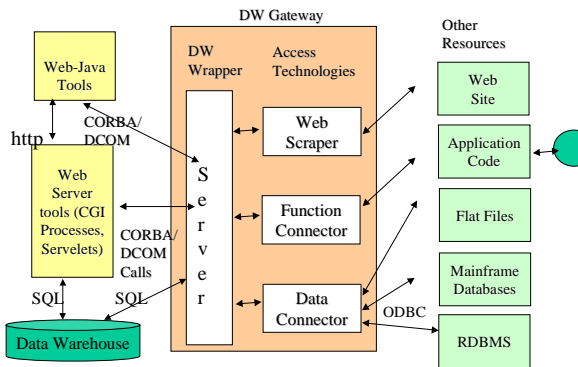 DW Gateway
Other
Resources
Web-Java
Tools
DW
Wrapper
Access
Technologies
Web
Site
CORBA/
DCOM
http
Web
Scraper
Application
Code
Web
Server
tools (CGI
Processes,
Servelets)
S
e
r
v
e
r
Function
Connector
Flat Files
CORBA/
DCOM
Calls
Mainframe
Databases
SQL
SQL
Data
Connector
ODBC
RDBMS
Data Warehouse